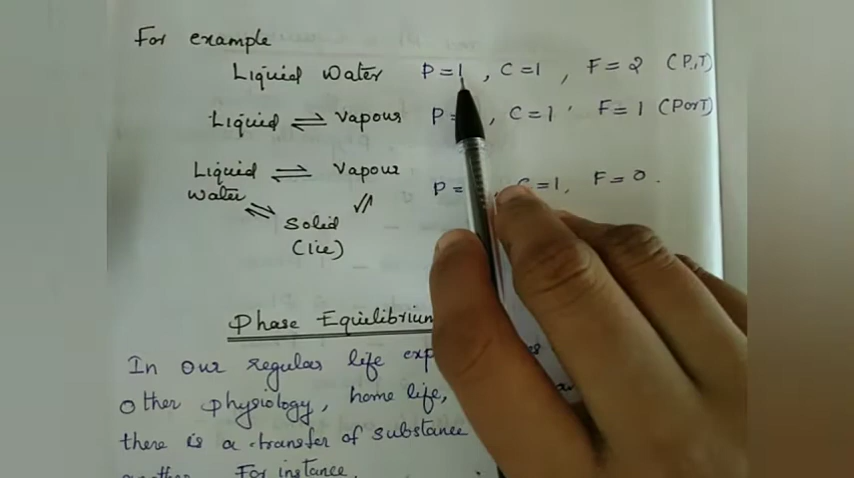 For example
Liquid Water P=1, C=1, F=2 (P,T)
Liquid ⇌ Vapour P=, C=1, F=1 (P or T)
Liquid ⇌ Vapour
water
P= , C=1, F=0.
Solid
(Ice)
Phase Equilibrium
In our regular life
other physiology, home life,
there is a transfer of substance
another. For instance,